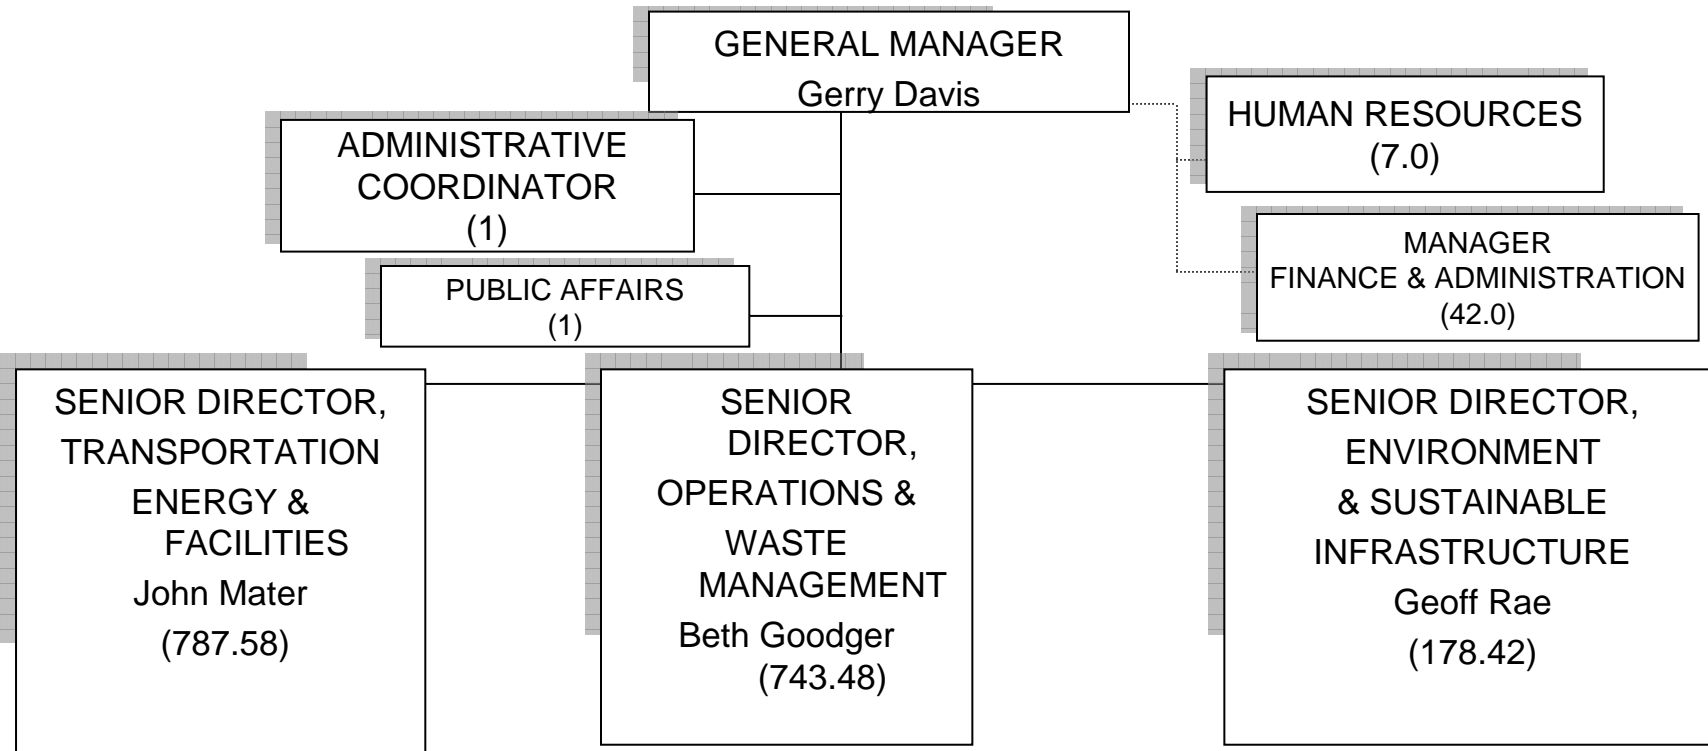 GENERAL MANAGER
Gerry Davis
HUMAN RESOURCES
(7.0)
ADMINISTRATIVE
COORDINATOR
(1)
MANAGER
FINANCE & ADMINISTRATION
(42.0)
PUBLIC AFFAIRS
(1)
SENIOR DIRECTOR,
TRANSPORTATION
ENERGY &
FACILITIES
John Mater
(787.58)
SENIOR
DIRECTOR,
OPERATIONS &
WASTE
MANAGEMENT
Beth Goodger
(743.48)
SENIOR DIRECTOR,
ENVIRONMENT
& SUSTAINABLE
INFRASTRUCTURE
Geoff Rae
(178.42)